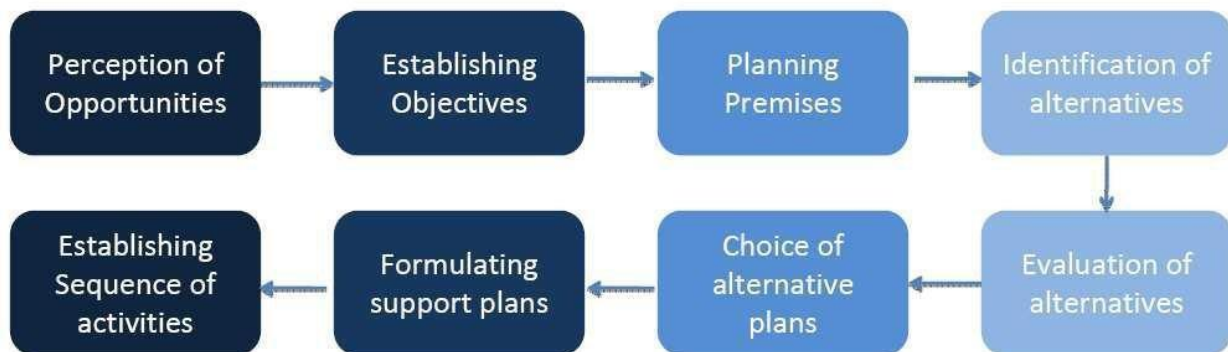 Perception of
Opportunities
Establishing
Objectives
Planning
Premises
Identification of
alternatives
Evaluation of
alternatives
Choice of
alternative
plans
Formulating
support plans
Establishing
Sequence of
activities